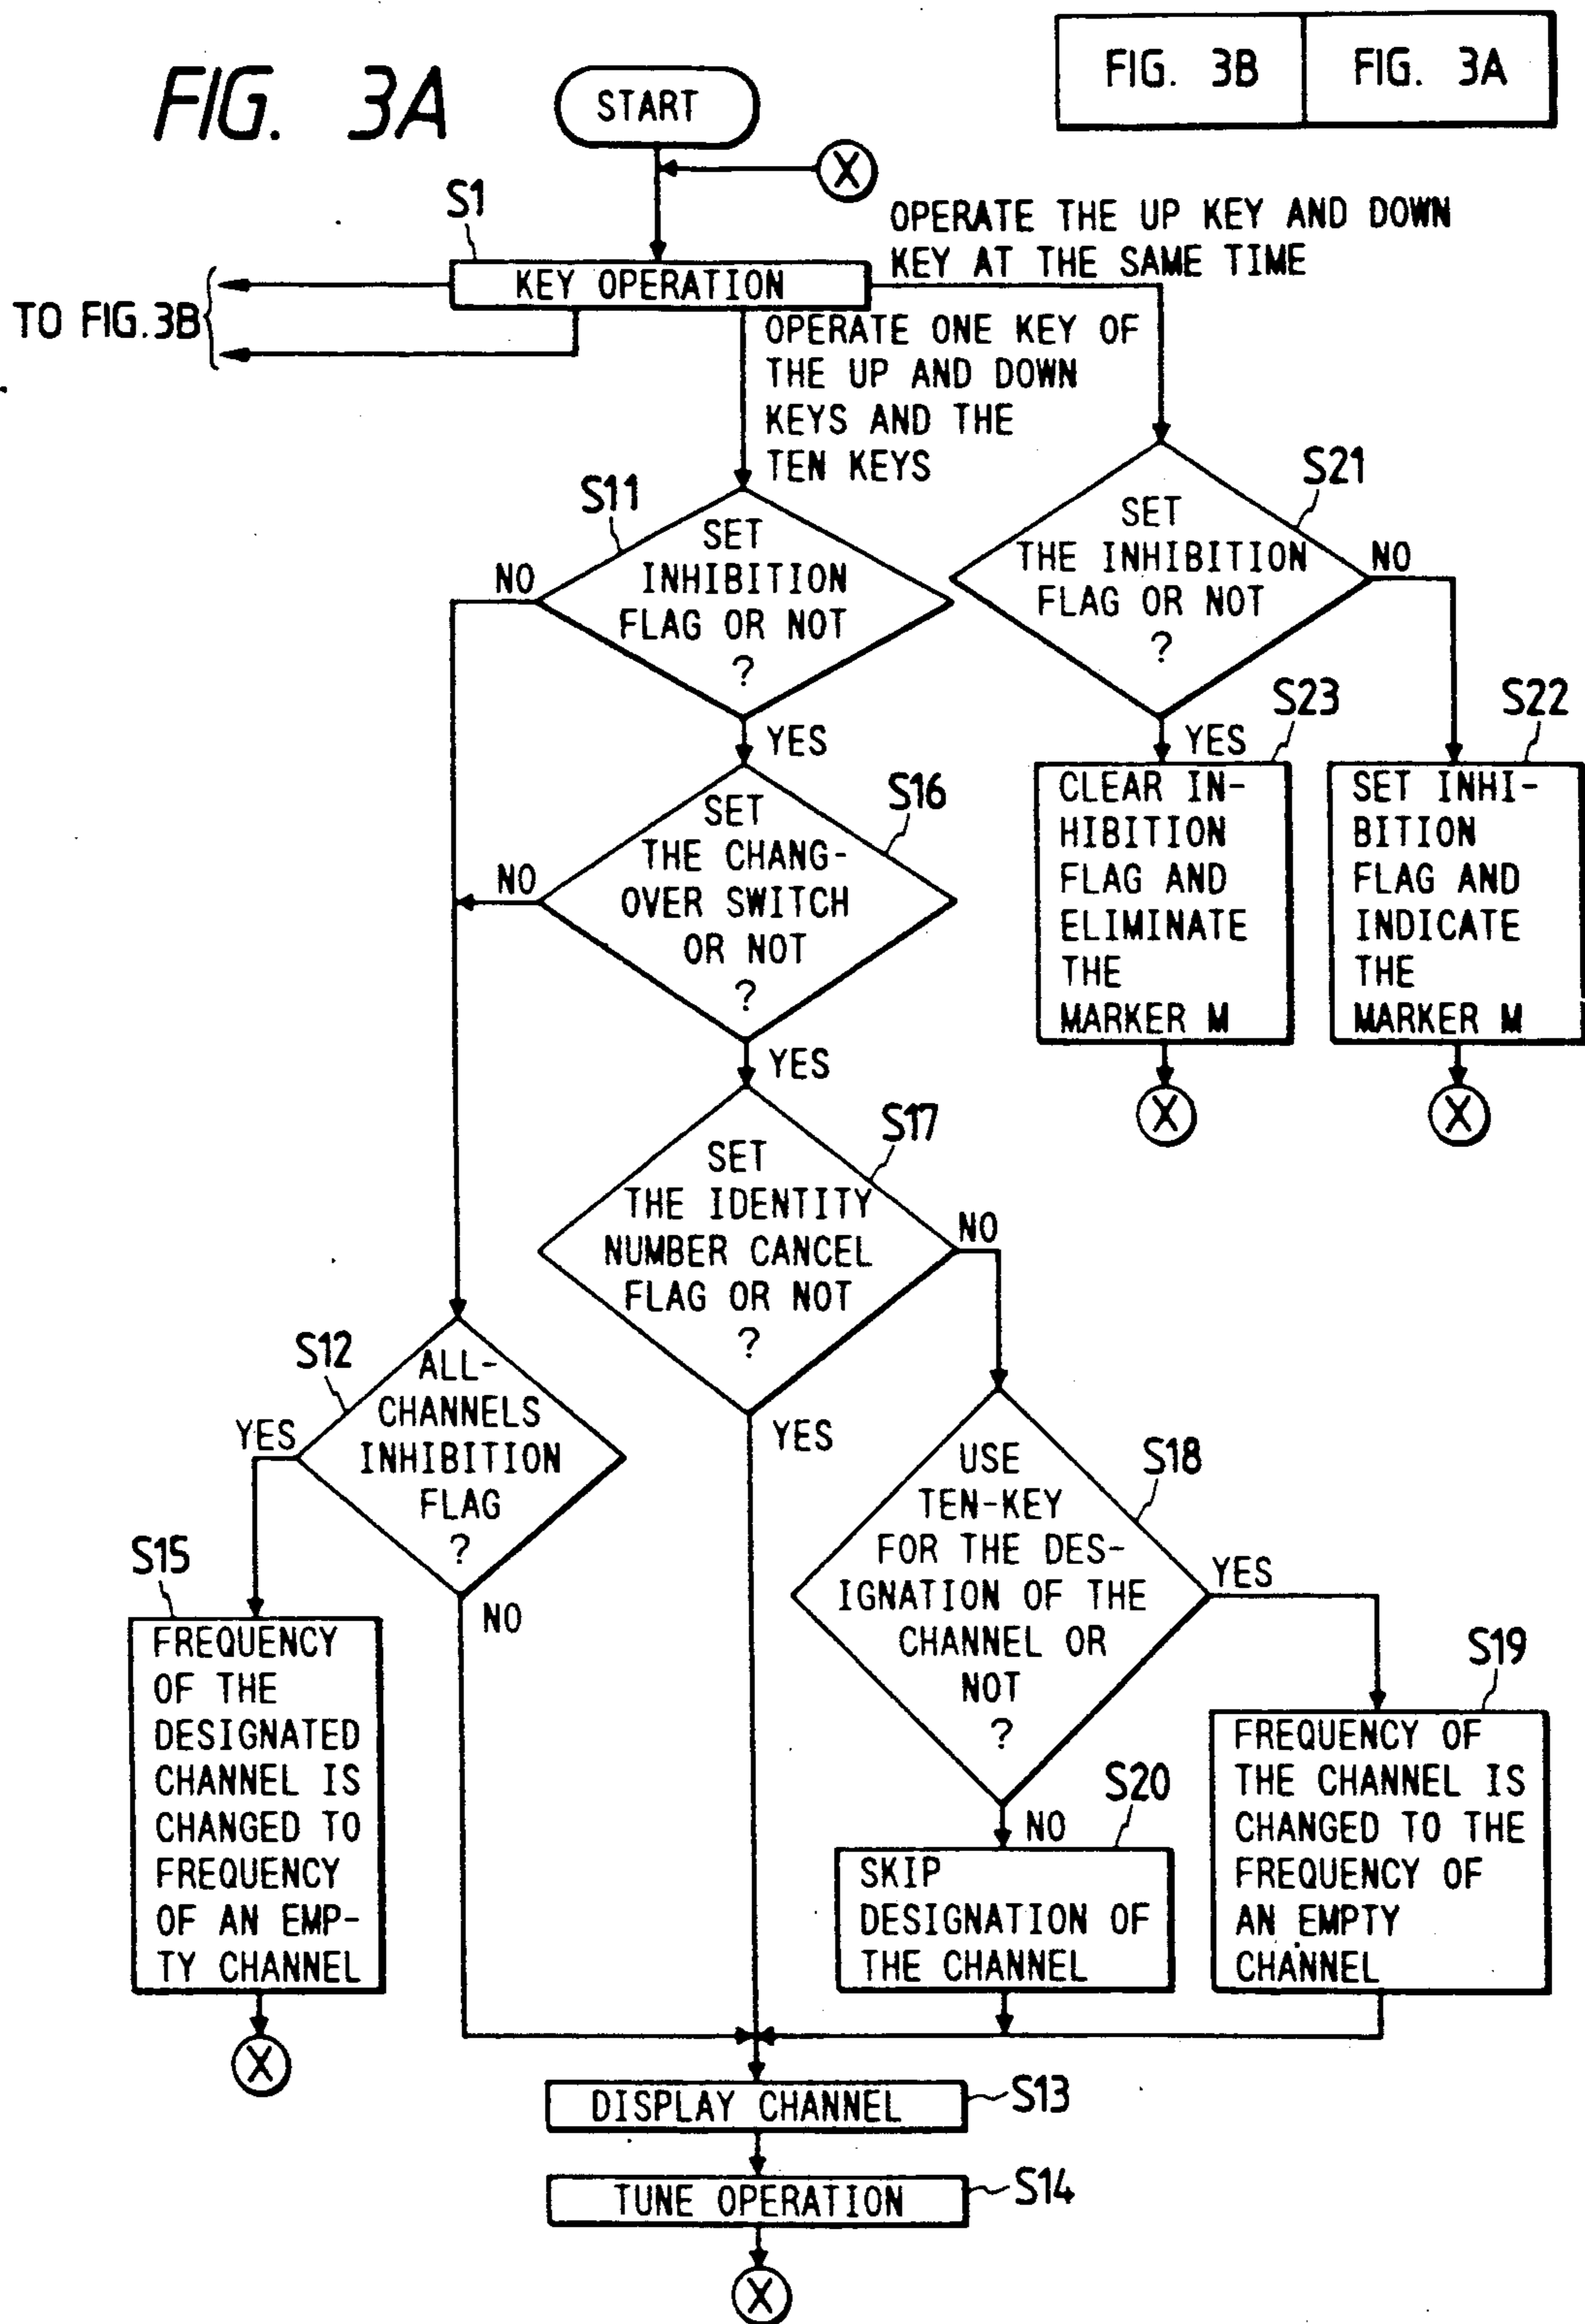 FIG. 3A
FIG. 3B
FIG. 3A
START
X
S1
KEY OPERATION
OPERATE THE UP KEY AND DOWN
KEY AT THE SAME TIME
TO FIG.3B
OPERATE ONE KEY OF
THE UP AND DOWN
KEYS AND THE
TEN KEYS
S11
SET
INHIBITION
FLAG OR NOT
?
NO
YES
S21
SET
THE INHIBITION
FLAG OR NOT
?
NO
YES
S23
CLEAR IN-
HIBITION
FLAG AND
ELIMINATE
THE
MARKER M
X
S22
SET INHI-
BITION
FLAG AND
INDICATE
THE
MARKER M
X
S16
SET
THE CHANG-
OVER SWITCH
OR NOT
?
NO
YES
S17
SET
THE IDENTITY
NUMBER CANCEL
FLAG OR NOT
?
NO
YES
S12
ALL-
CHANNELS
INHIBITION
FLAG
?
YES
NO
S15
FREQUENCY
OF THE
DESIGNATED
CHANNEL IS
CHANGED TO
FREQUENCY
OF AN EMP-
TY CHANNEL
X
S18
USE
TEN-KEY
FOR THE DES-
IGNATION OF THE
CHANNEL OR
NOT
?
YES
NO
S19
FREQUENCY OF
THE CHANNEL IS
CHANGED TO THE
FREQUENCY OF
AN EMPTY
CHANNEL
S20
SKIP
DESIGNATION OF
THE CHANNEL
DISPLAY CHANNEL
S13
TUNE OPERATION
S14
X